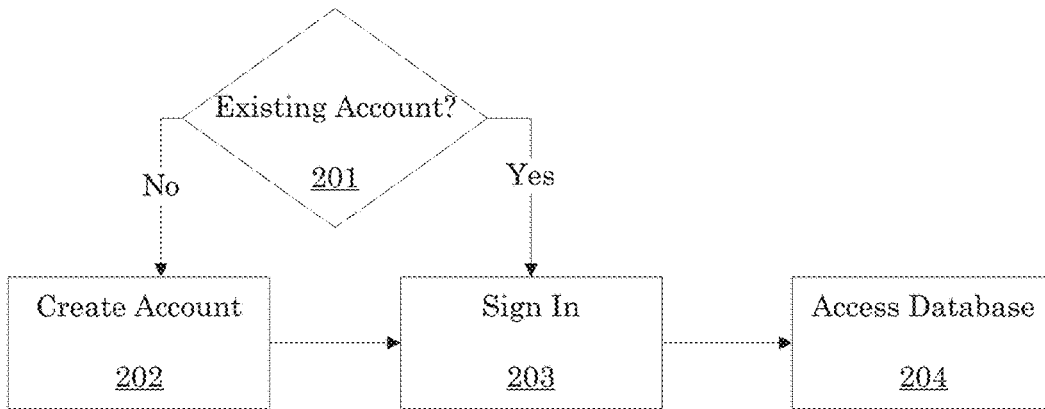 Existing Account?
201
No
Yes
Create Account
202
Sign In
203
Access Database
204